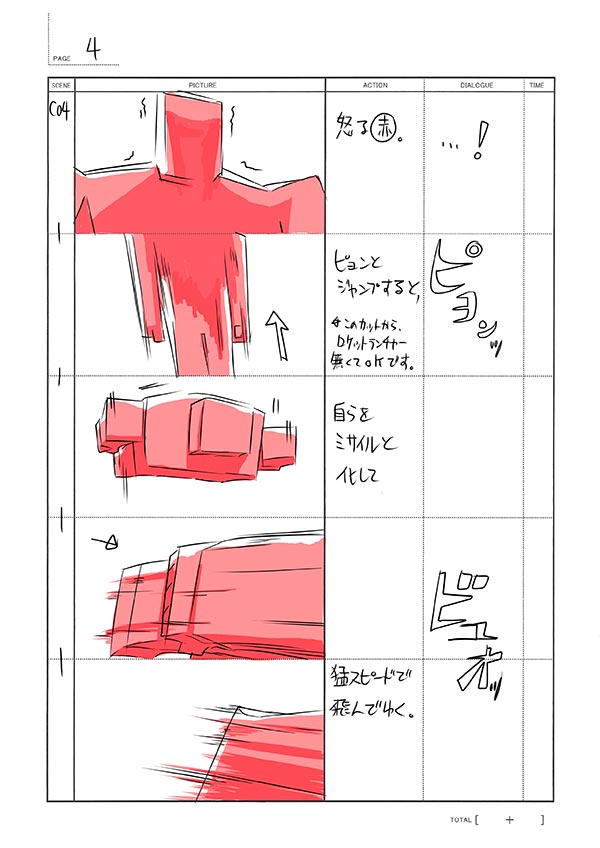 PAGE 4
SCENE PICTURE ACTION DIALOGUE TIME
C04
怒る赤。
…!
ピョンと
ジャンプすると、
↑このカットから、
ロケットランチャー
無くてOKです。
ピョンッ
自らを
ミサイルと
化して
ビュオッ
猛スピードで
飛んでゆく。
TOTAL [ + ]